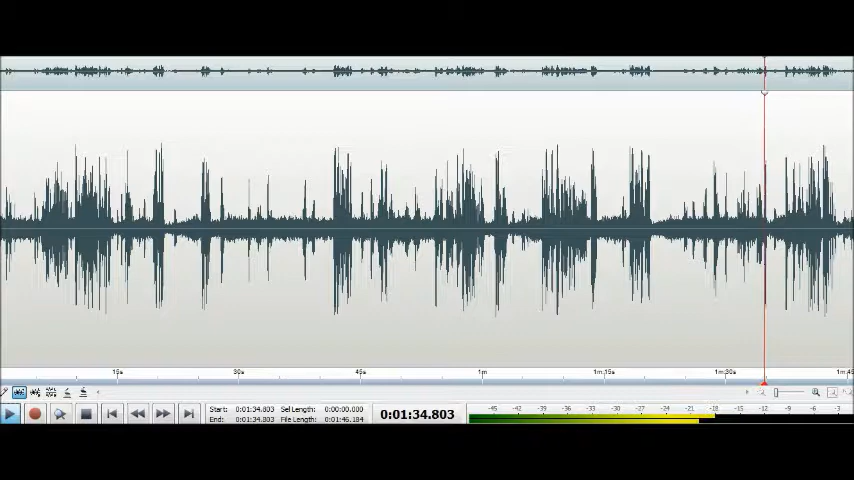 15s 30s 45s 1m 1m:15s 1m:30s 1m:45
Start: 0:01:34.803 Sel Length: 0:00:00.000
End: 0:01:34.803 File Length: 0:01:46.184
0:01:34.803
-45 -42 -39 -36 -33 -30 -27 -24 -21 -18 -15 -12 -9 -6 -3